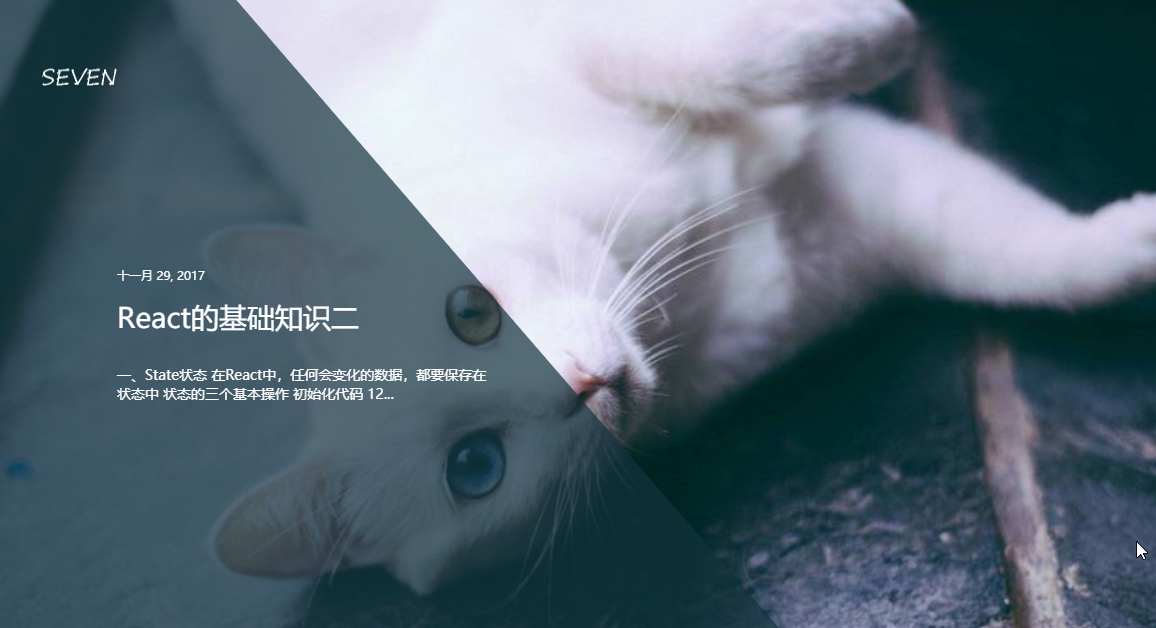 SEVEN
十一月 29, 2017
React的基础知识二
一、State状态 在React中，任何会变化的数据，都要保存在
状态中 状态的三个基本操作 初始化代码 12...